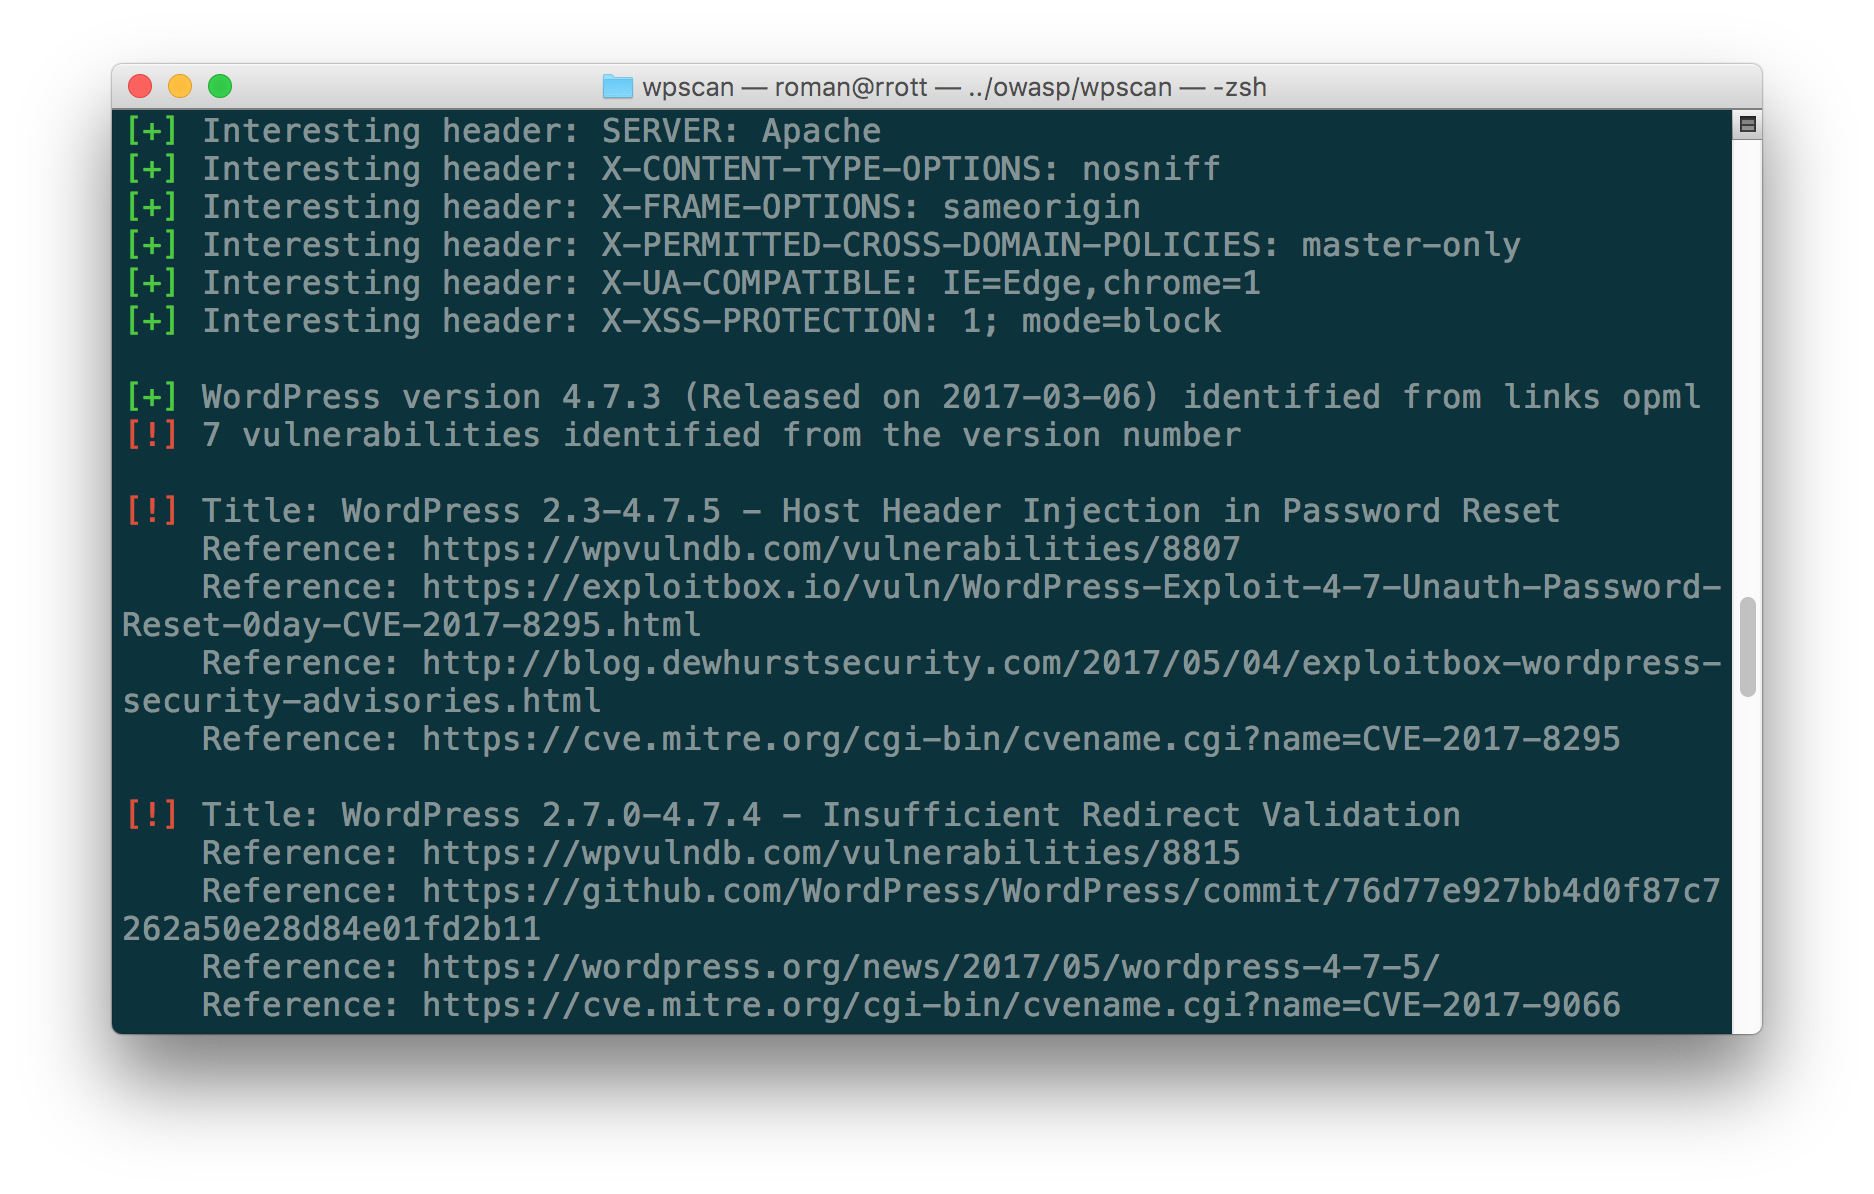 wpscan — roman@rrott — ../owasp/wpscan — -zsh
[+] Interesting header: SERVER: Apache
[+] Interesting header: X-CONTENT-TYPE-OPTIONS: nosniff
[+] Interesting header: X-FRAME-OPTIONS: sameorigin
[+] Interesting header: X-PERMITTED-CROSS-DOMAIN-POLICIES: master-only
[+] Interesting header: X-UA-COMPATIBLE: IE=Edge,chrome=1
[+] Interesting header: X-XSS-PROTECTION: 1; mode=block
[+] WordPress version 4.7.3 (Released on 2017-03-06) identified from links opml
[!] 7 vulnerabilities identified from the version number
[!] Title: WordPress 2.3-4.7.5 - Host Header Injection in Password Reset
Reference: https://wpvulndb.com/vulnerabilities/8807
Reference: https://exploitbox.io/vuln/WordPress-Exploit-4-7-Unauth-Password-
Reset-0day-CVE-2017-8295.html
Reference: http://blog.dewhurstsecurity.com/2017/05/04/exploitbox-wordpress-
security-advisories.html
Reference: https://cve.mitre.org/cgi-bin/cvename.cgi?name=CVE-2017-8295
[!] Title: WordPress 2.7.0-4.7.4 - Insufficient Redirect Validation
Reference: https://wpvulndb.com/vulnerabilities/8815
Reference: https://github.com/WordPress/WordPress/commit/76d77e927bb4d0f87c7
262a50e28d84e01fd2b11
Reference: https://wordpress.org/news/2017/05/wordpress-4-7-5/
Reference: https://cve.mitre.org/cgi-bin/cvename.cgi?name=CVE-2017-9066